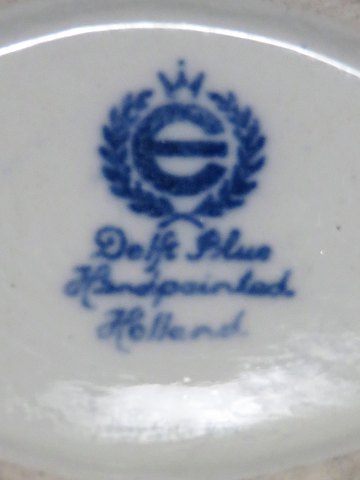 Є
Delft Blue
Handpainted
Holland